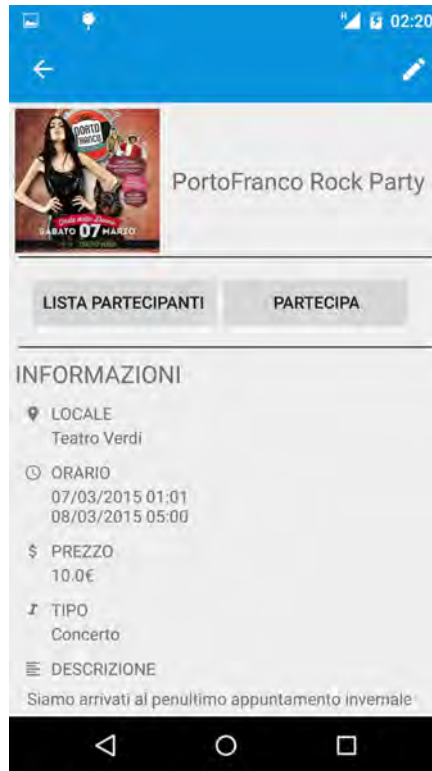 H
02:20
PORTO
FRANCO
SABATO 07 MARZO
PortoFranco Rock Party
LISTA PARTECIPANTI
PARTECIPA
INFORMAZIONI
LOCALE
Teatro Verdi
ORARIO
07/03/2015 01:01
08/03/2015 05:00
$ PREZZO
10.0€
TIPO
Concerto
DESCRIZIONE
Siamo arrivati al penultimo appuntamento invernale